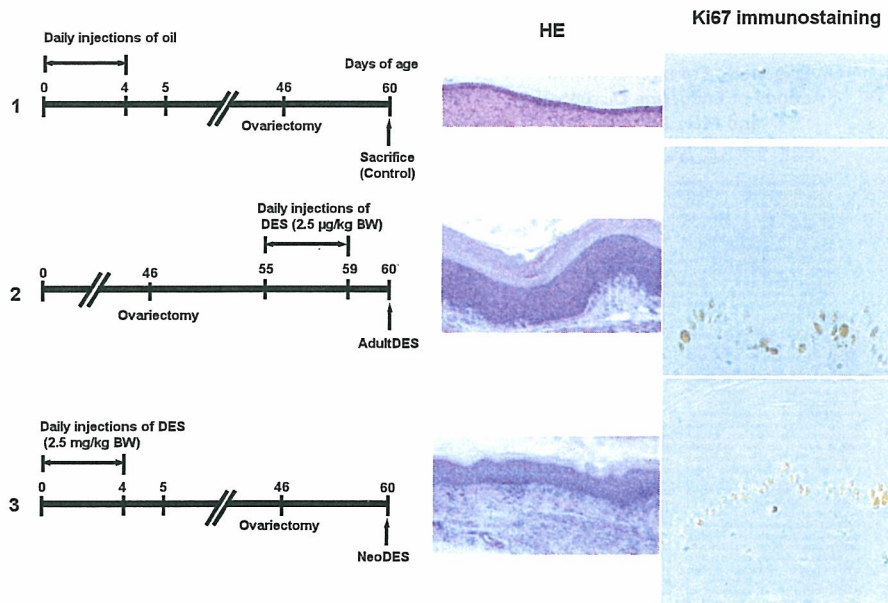 HE
Ki67 immunostaining
Daily injections of oil
Days of age
0 4 5 46 60
1
Ovariectomy
Sacrifice
(Control)
Daily injections of
DES (2.5 µg/kg BW)
0 46 55 59 60
2
Ovariectomy
AdultDES
Daily injections of DES
(2.5 mg/kg BW)
0 4 5 46 60
3
Ovariectomy
NeoDES